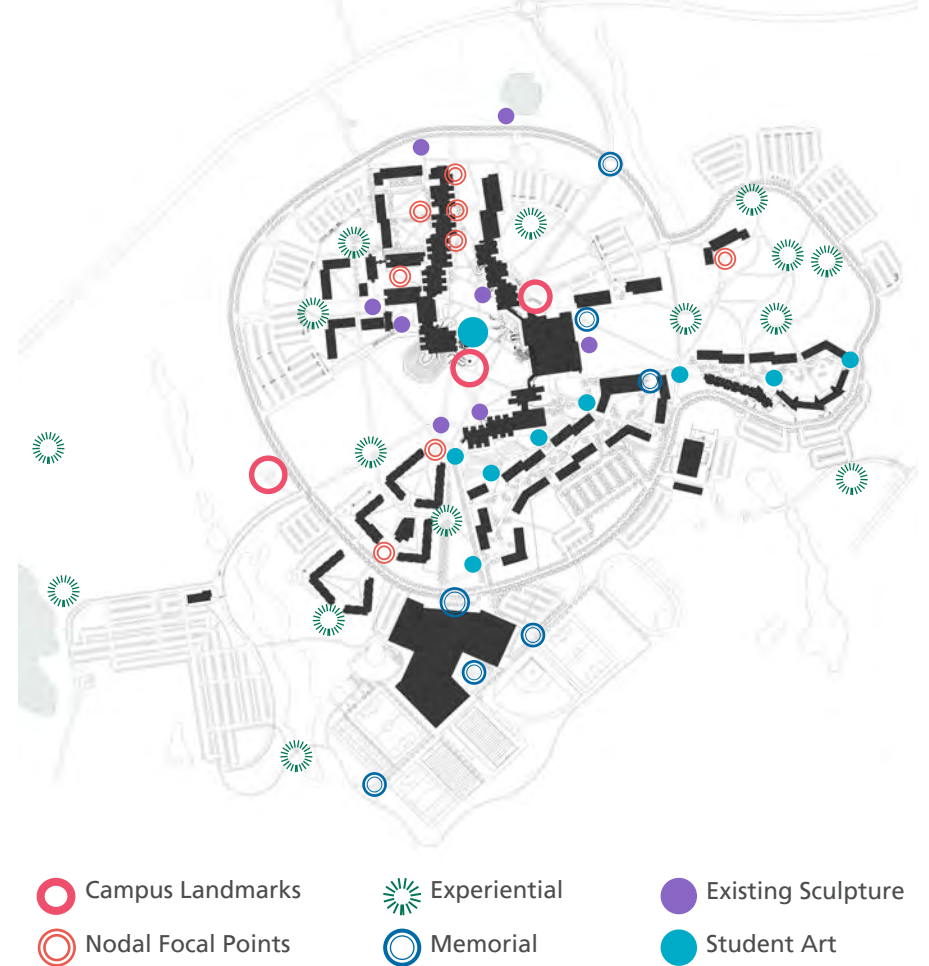 Campus Landmarks
Experiential
Existing Sculpture
Nodal Focal Points
Memorial
Student Art